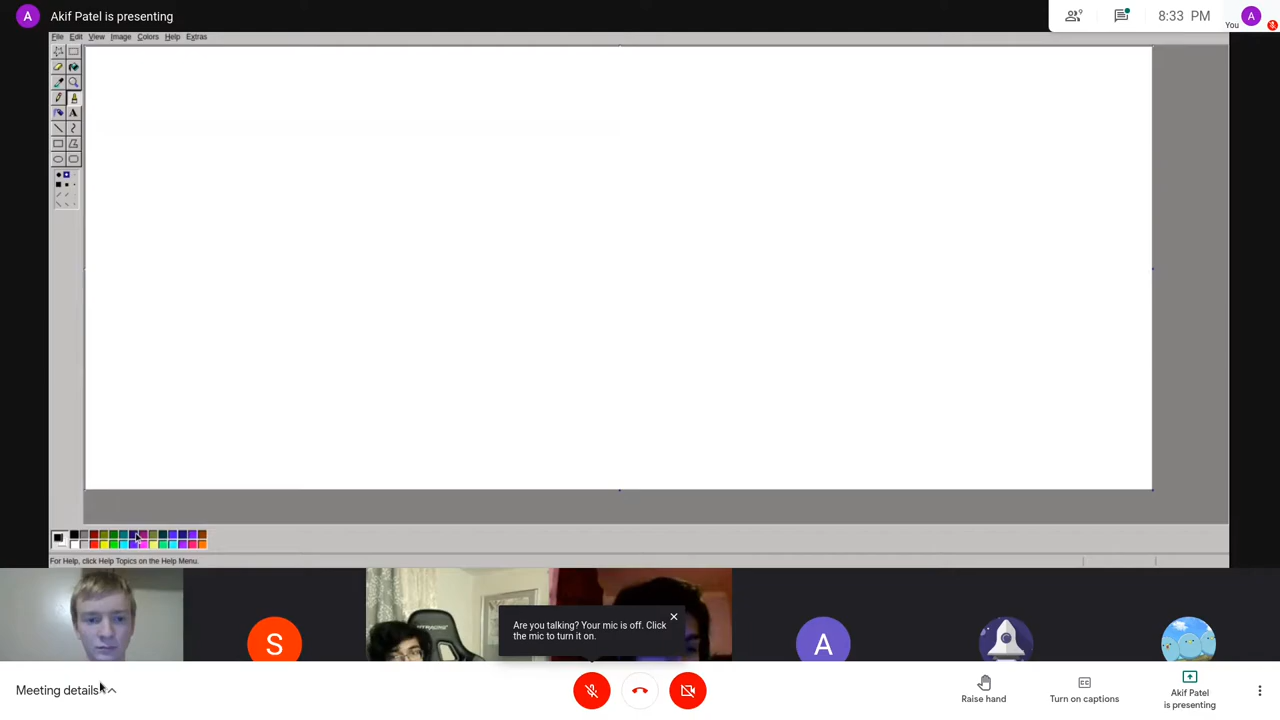 A Akif Patel is presenting
9 8:33 PM You A
File Edit View Image Colors Help Extras
A
For Help, click Help Topics on the Help Menu.
S
A
Are you talking? Your mic is off. Click
the mic to turn it on.
Meeting details
Raise hand
Turn on captions
Akif Patel
is presenting